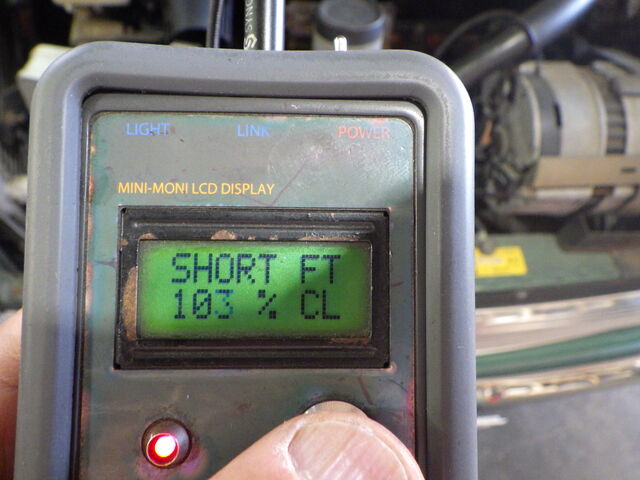 LIGHT LINK POWER
MINI-MONI LCD DISPLAY
SHORT FT
103 % CL